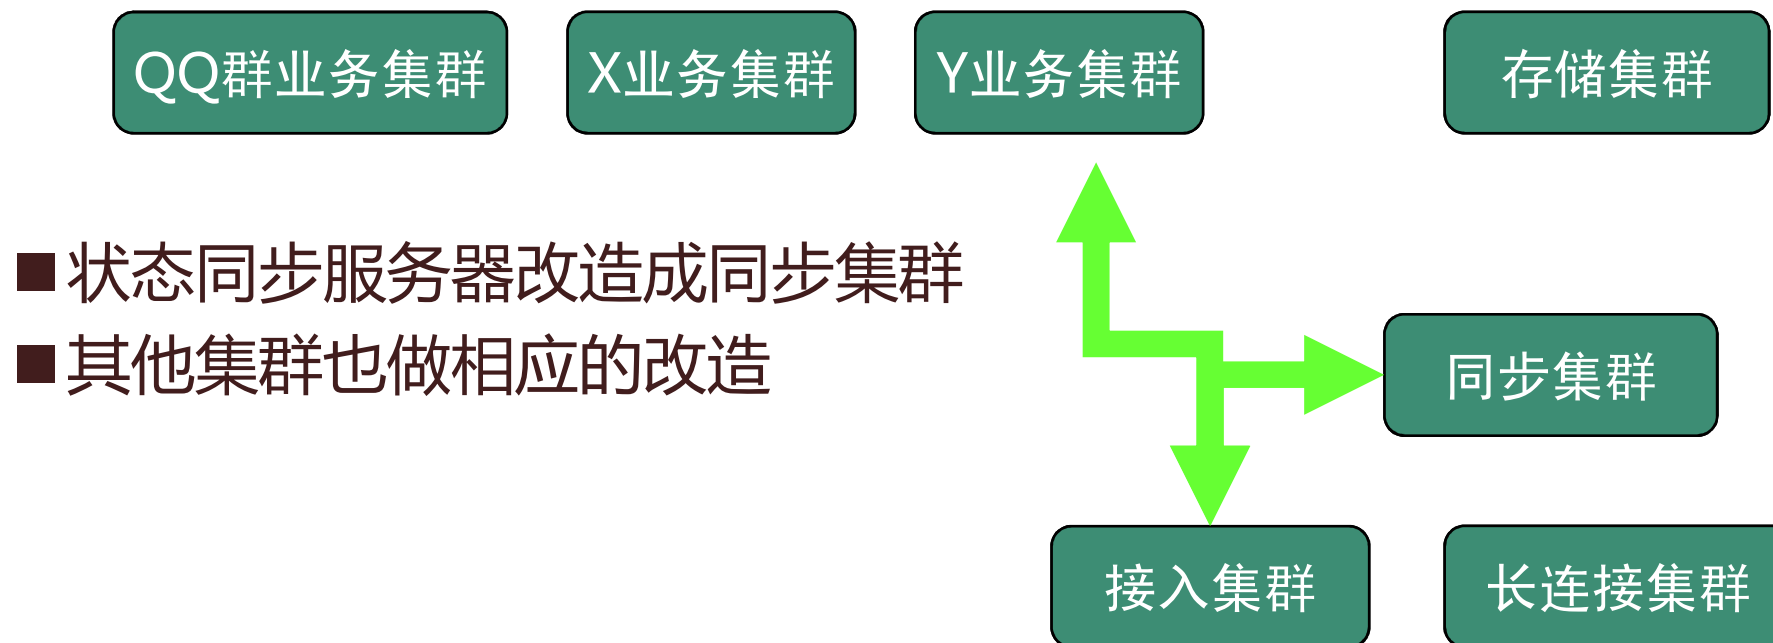 QQ群业务集群
X业务集群
Y业务集群
存储集群
■状态同步服务器改造成同步集群
■其他集群也做相应的改造
同步集群
接入集群
长连接集群